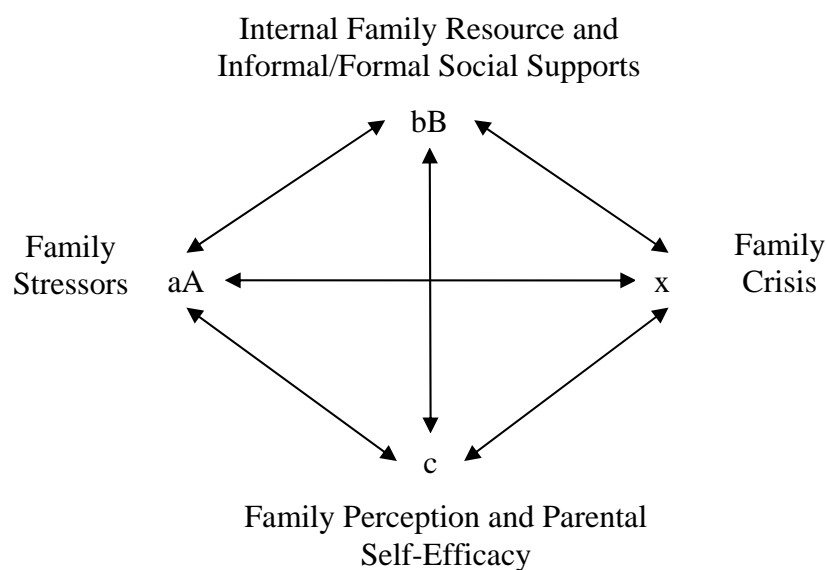 Internal Family Resource and
Informal/Formal Social Supports
bB
Family
Stressors
aA
x
Family
Crisis
c
Family Perception and Parental
Self-Efficacy